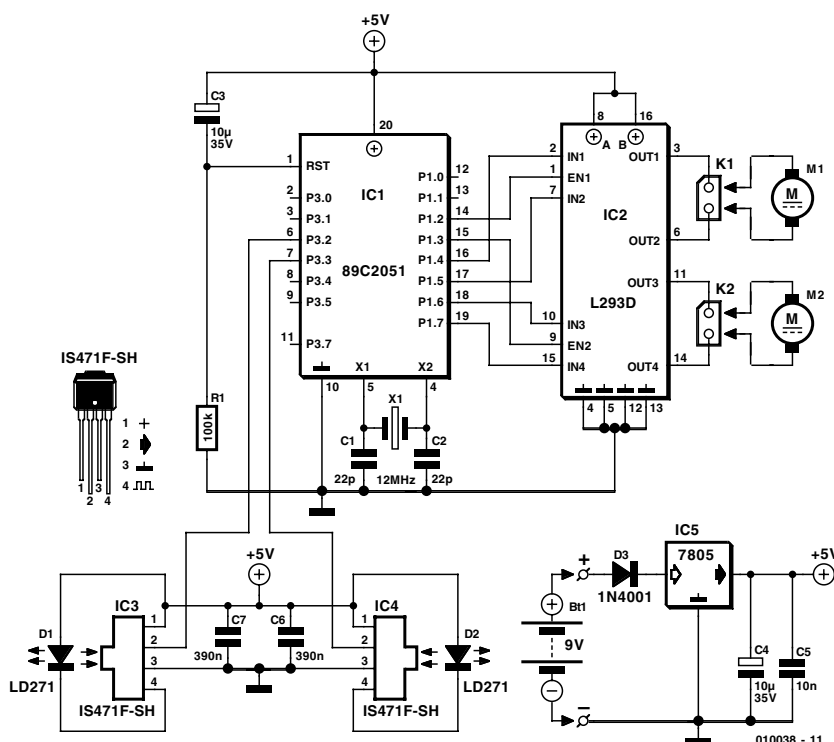 +5V
C3
10µ
35V
20
1 RST
2 P3.0
3 P3.1
6 P3.2
7 P3.3
8 P3.4
9 P3.5
11 P3.7
IC1
89C2051
P1.0 12
P1.1 13
P1.2 14
P1.3 15
P1.4 16
P1.5 17
P1.6 18
P1.7 19
X1 X2
10 5 4
8 16
A B
2 IN1
1 EN1
7 IN2
IC2
L293D
10 IN3
9 EN2
15 IN4
OUT1 3
OUT2 6
OUT3 11
OUT4 14
4 5 12 13
K1
M1
M
K2
M2
M
IS471F-SH
1 +
2
3
4
1 2 3 4
R1
100k
X1
C1 C2
22p 12MHz 22p
+5V
IC3
1
2
3
4
D1
LD271
IS471F-SH
C7
390n
C6
390n
IC4
1
2
3
4
D2
LD271
IS471F-SH
+ D3
1N4001
IC5
7805
+5V
+ Bt1
9V
–
–
C4
10µ
35V
C5
10n
010038 - 11